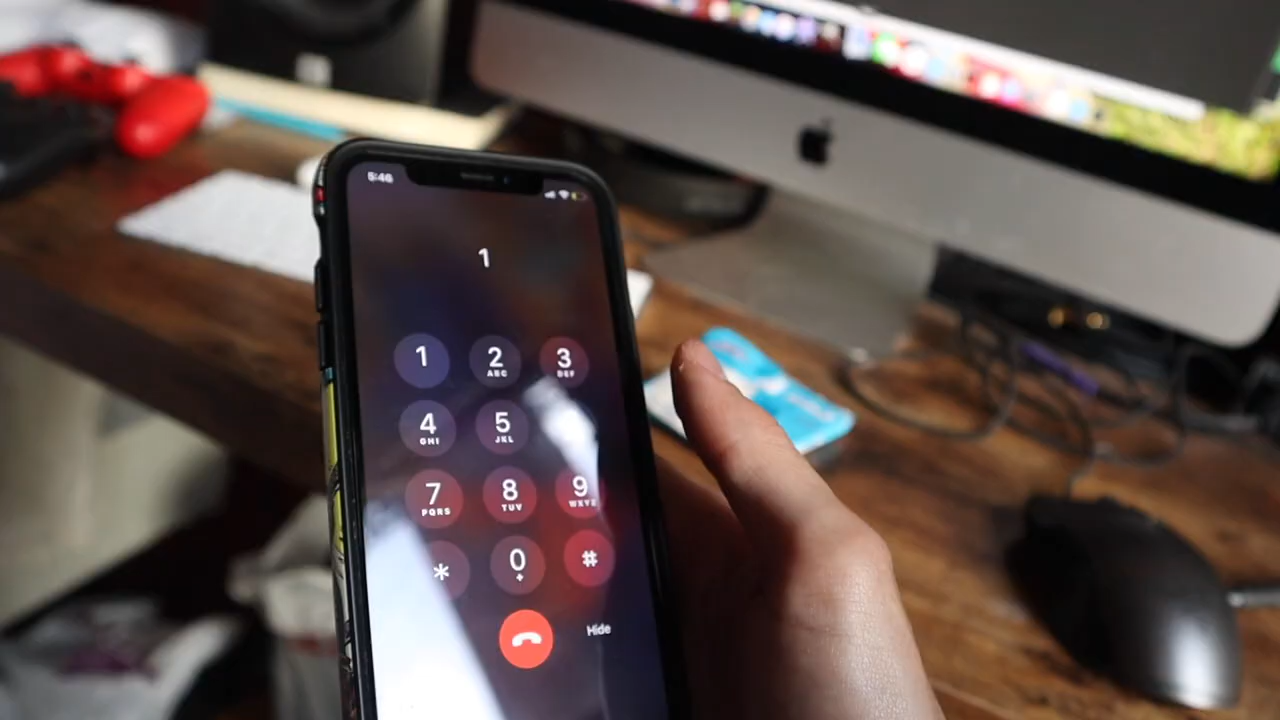 5:46
1
1 2 3
ABC DEF
4 5
GHI JKL
7 8 9
PQRS TUV WXYZ
* 0 #
+
Hide